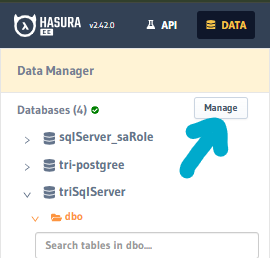 HASURA
CE
v2.42.0
API
DATA
Data Manager
Databases (4)
Manage
sqlServer_saRole
tri-postgree
triSqlServer
dbo
Search tables in dbo...